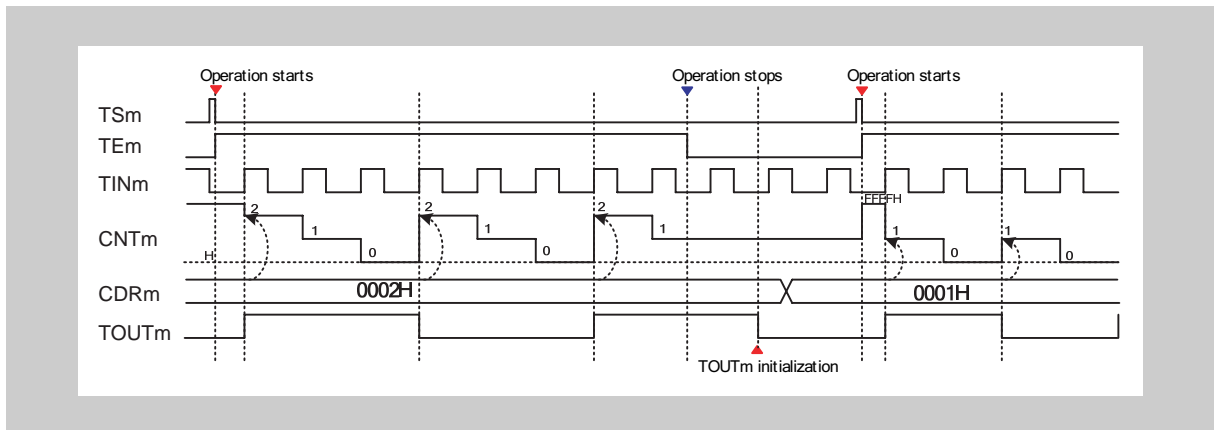 Operation starts Operation stops Operation starts
TSm
TEm
TINm
FFFFH
CNTm 2 1 0 2 1 0 2 1 1 0 1 0
H
CDRm 0002H 0001H
TOUTm
TOUTm initialization